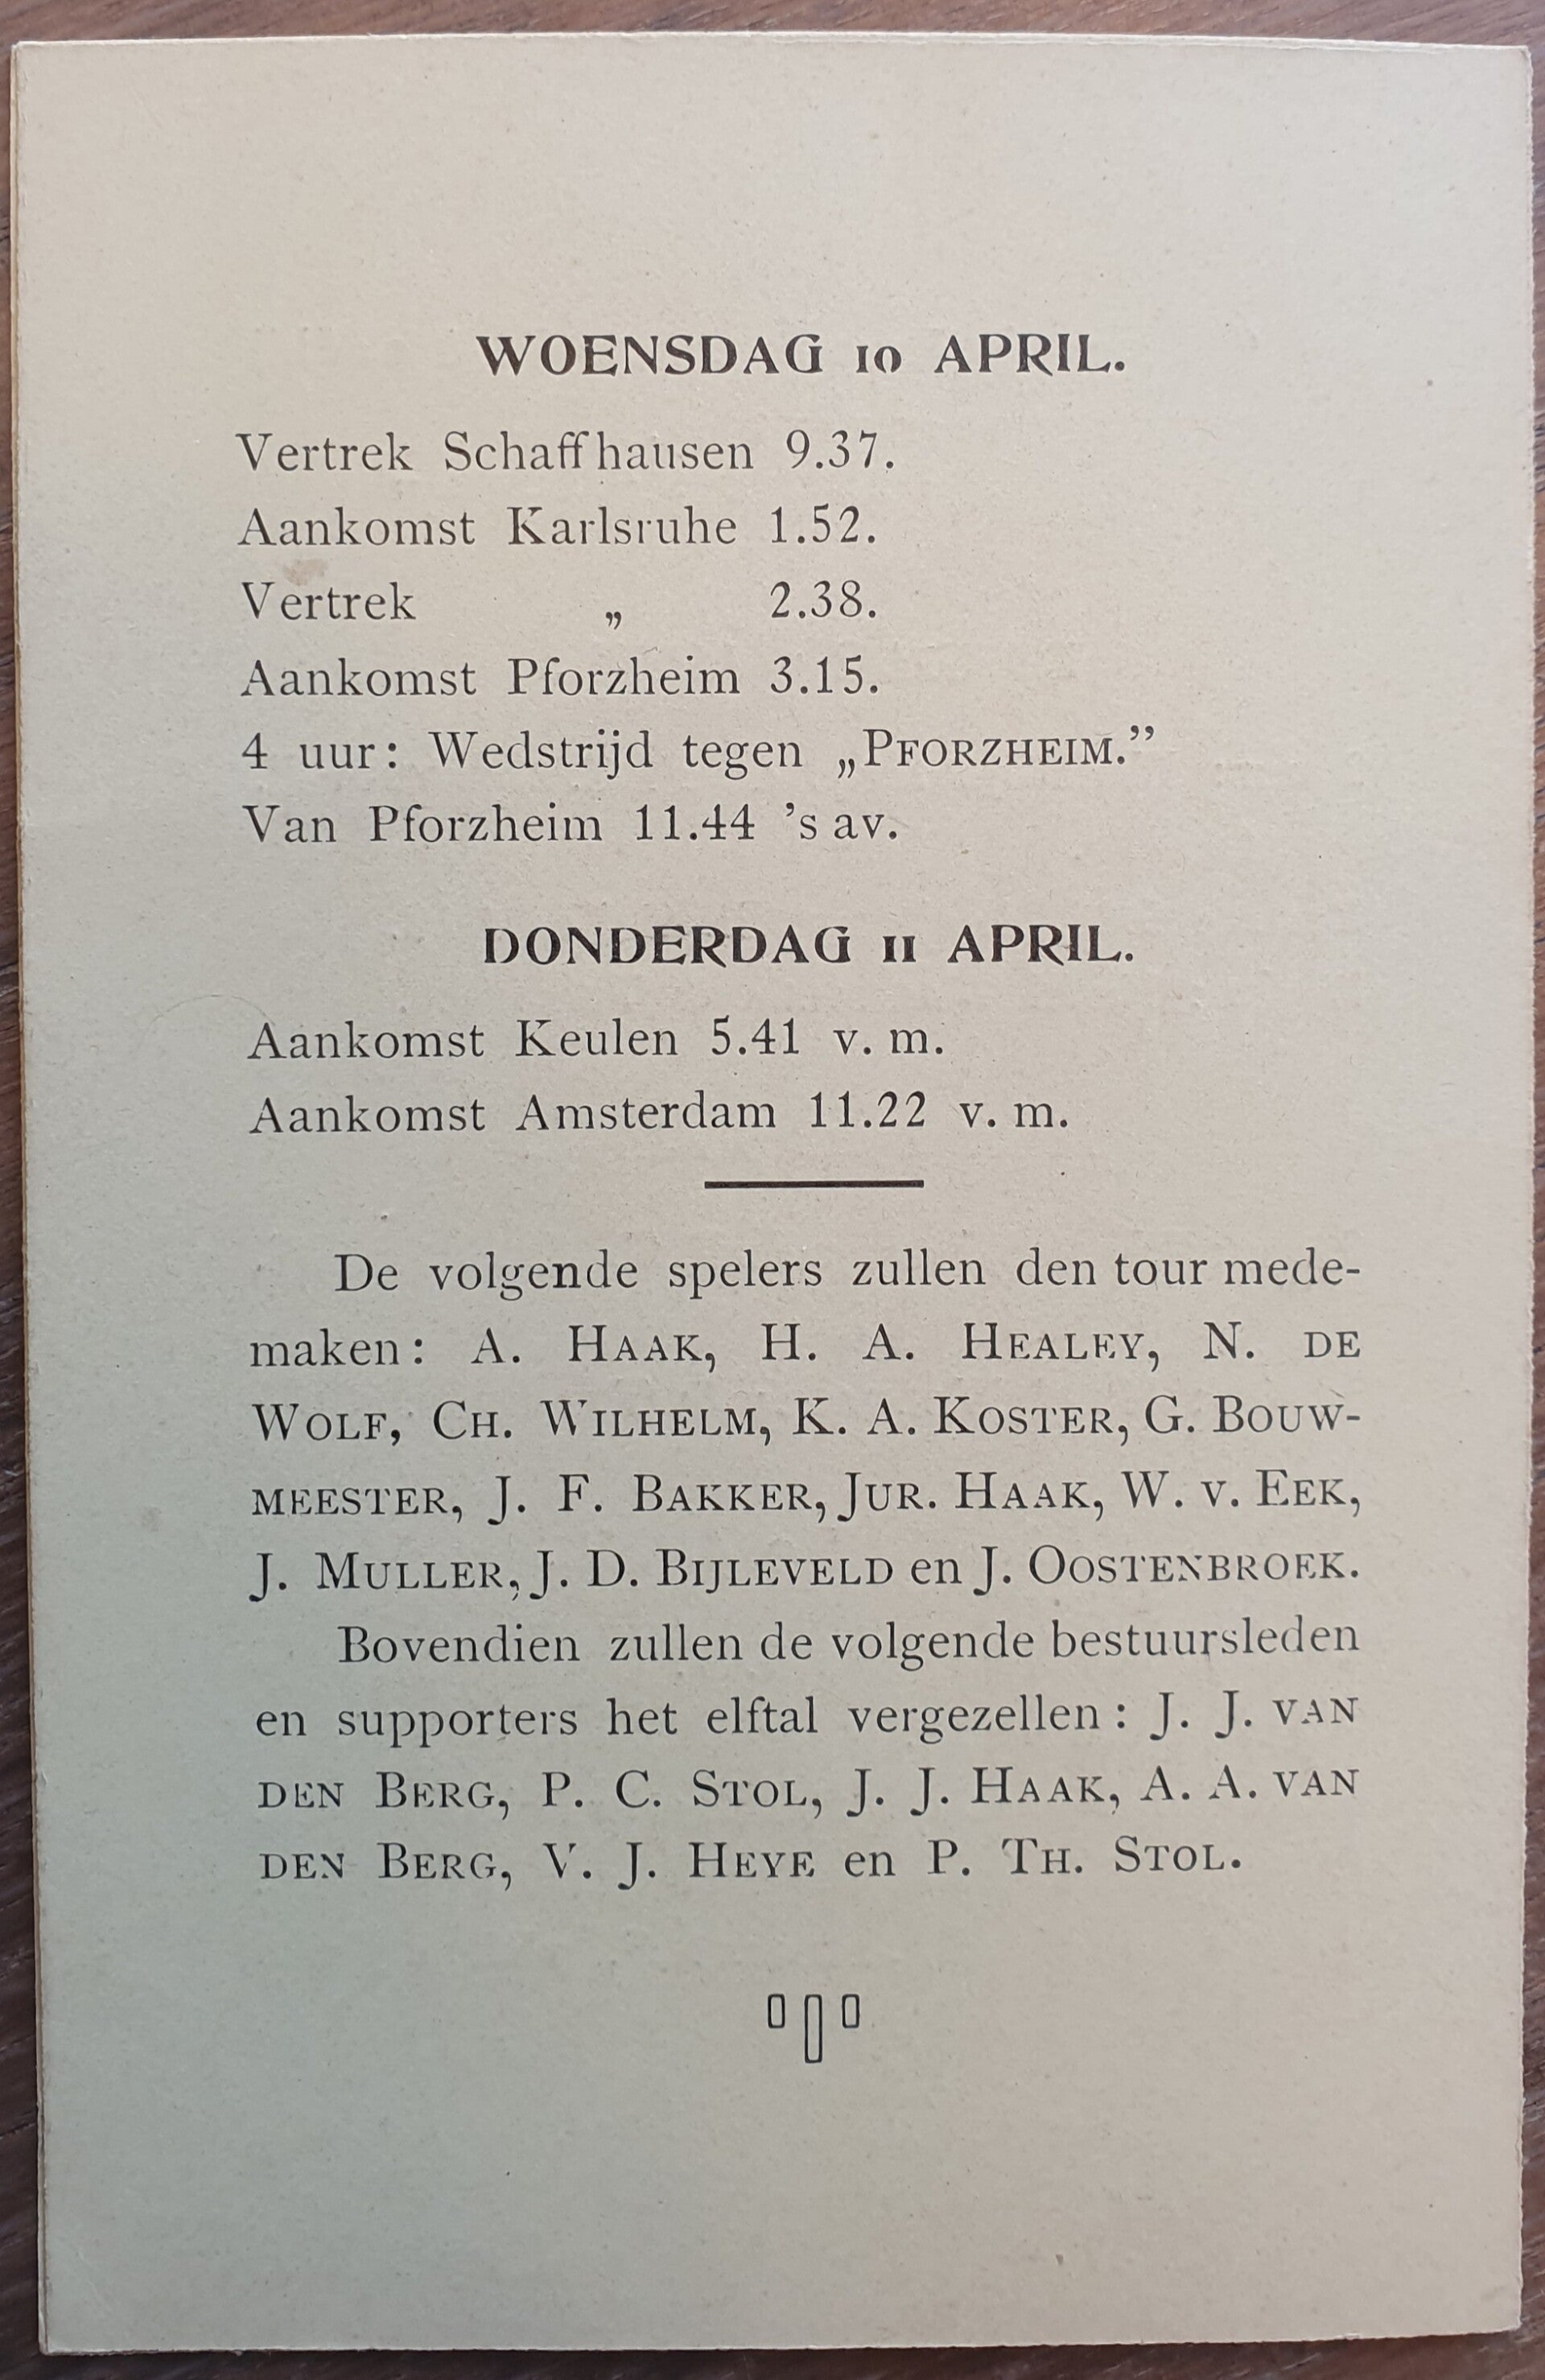 WOENSDAG 10 APRIL.
Vertrek Schaffhausen 9.37.
Aankomst Karlsruhe 1.52.
Vertrek „ 2.38.
Aankomst Pforzheim 3.15.
4 uur: Wedstrijd tegen „PFORZHEIM.”
Van Pforzheim 11.44 ’s av.
DONDERDAG 11 APRIL.
Aankomst Keulen 5.41 v. m.
Aankomst Amsterdam 11.22 v. m.
De volgende spelers zullen den tour mede-
maken: A. HAAK, H. A. HEALEY, N. DE
WOLF, CH. WILHELM, K. A. KOSTER, G. BOUW-
MEESTER, J. F. BAKKER, JUR. HAAK, W. V. EEK,
J. MULLER, J. D. BIJLEVELD en J. OOSTENBROEK.
Bovendien zullen de volgende bestuursleden
en supporters het elftal vergezellen: J. J. VAN
DEN BERG, P. C. STOL, J. J. HAAK, A. A. VAN
DEN BERG, V. J. HEYE en P. TH. STOL.